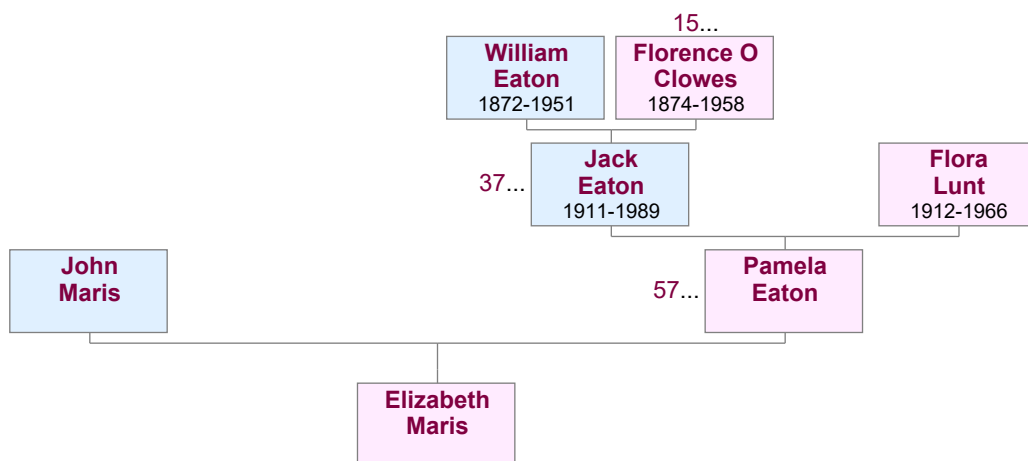 15...
William
Eaton
1872-1951
Florence O
Clowes
1874-1958
37...
Jack
Eaton
1911-1989
Flora
Lunt
1912-1966
John
Maris
57...
Pamela
Eaton
Elizabeth
Maris